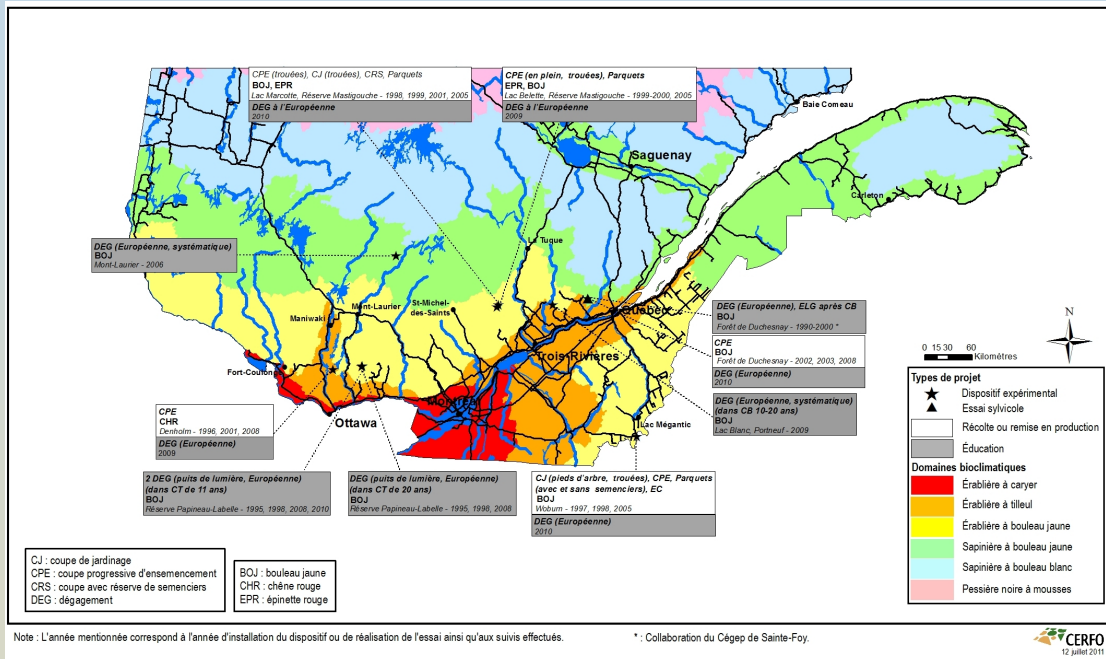 CPE (trouées), CJ (trouées), CRS, Parquets
BOJ, EPR
Lac Marcotte, Réserve Mastigouche - 1998, 1999, 2001, 2005
DEG à l'Européenne
2010
CPE (en plein, trouées), Parquets
EPR, BOJ
Lac Belette, Réserve Mastigouche - 1999-2000, 2005
DEG à l'Européenne
2009
Baie Comeau
Saguenay
Carleton
La Tuque
DEG (Européenne, systématique)
BOJ
Mont-Laurier - 2006
Mont-Laurier
St-Michel-
des-Saints
Maniwaki
Québec
Trois-Rivières
Fort-Coulonge
Montréal
Ottawa
Lac Mégantic
DEG (Européenne), ELG après CB
BOJ
Forêt de Duchesnay - 1990-2000 *
CPE
BOJ
Forêt de Duchesnay - 2002, 2003, 2008
DEG (Européenne)
2010
DEG (Européenne, systématique)
(dans CB 10-20 ans)
BOJ
Lac Blanc, Portneuf - 2009
CPE
CHR
Denholm - 1996, 2001, 2008
DEG (Européenne)
2009
2 DEG (puits de lumière, Européenne)
(dans CT de 11 ans)
BOJ
Réserve Papineau-Labelle - 1995, 1998, 2008, 2010
DEG (puits de lumière, Européenne)
(dans CT de 20 ans)
BOJ
Réserve Papineau-Labelle - 1995, 1998, 2008
CJ (pieds d'arbre, trouées), CPE, Parquets
(avec et sans semenciers), EC
BOJ
Woburn - 1997, 1998, 2005
DEG (Européenne)
2010
N
0 15 30 60
Kilomètres
Types de projet
Dispositif expérimental
Essai sylvicole
Récolte ou remise en production
Éducation
Domaines bioclimatiques
Érablière à caryer
Érablière à tilleul
Érablière à bouleau jaune
Sapinière à bouleau jaune
Sapinière à bouleau blanc
Pessière noire à mousses
CJ : coupe de jardinage
CPE : coupe progressive d'ensemencement
CRS : coupe avec réserve de semenciers
DEG : dégagement
BOJ : bouleau jaune
CHR : chêne rouge
EPR : épinette rouge
Note : L'année mentionnée correspond à l'année d'installation du dispositif ou de réalisation de l'essai ainsi qu'aux suivis effectués.
* : Collaboration du Cégep de Sainte-Foy.
CERFO
12 juillet 2011